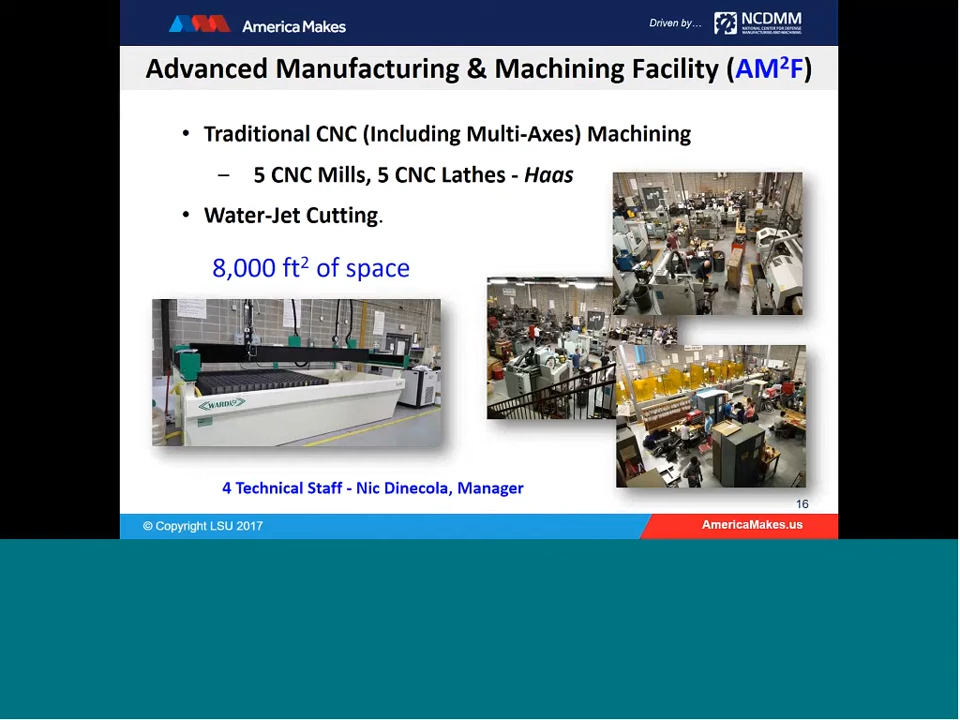 America Makes
Driven by...
NCDMM
NATIONAL CENTER FOR DEFENSE
MANUFACTURING AND MACHINING
Advanced Manufacturing & Machining Facility (AM²F)
• Traditional CNC (Including Multi-Axes) Machining
– 5 CNC Mills, 5 CNC Lathes - Haas
• Water-Jet Cutting.
8,000 ft² of space
WARDJet
4 Technical Staff - Nic Dinecola, Manager
16
© Copyright LSU 2017
AmericaMakes.us